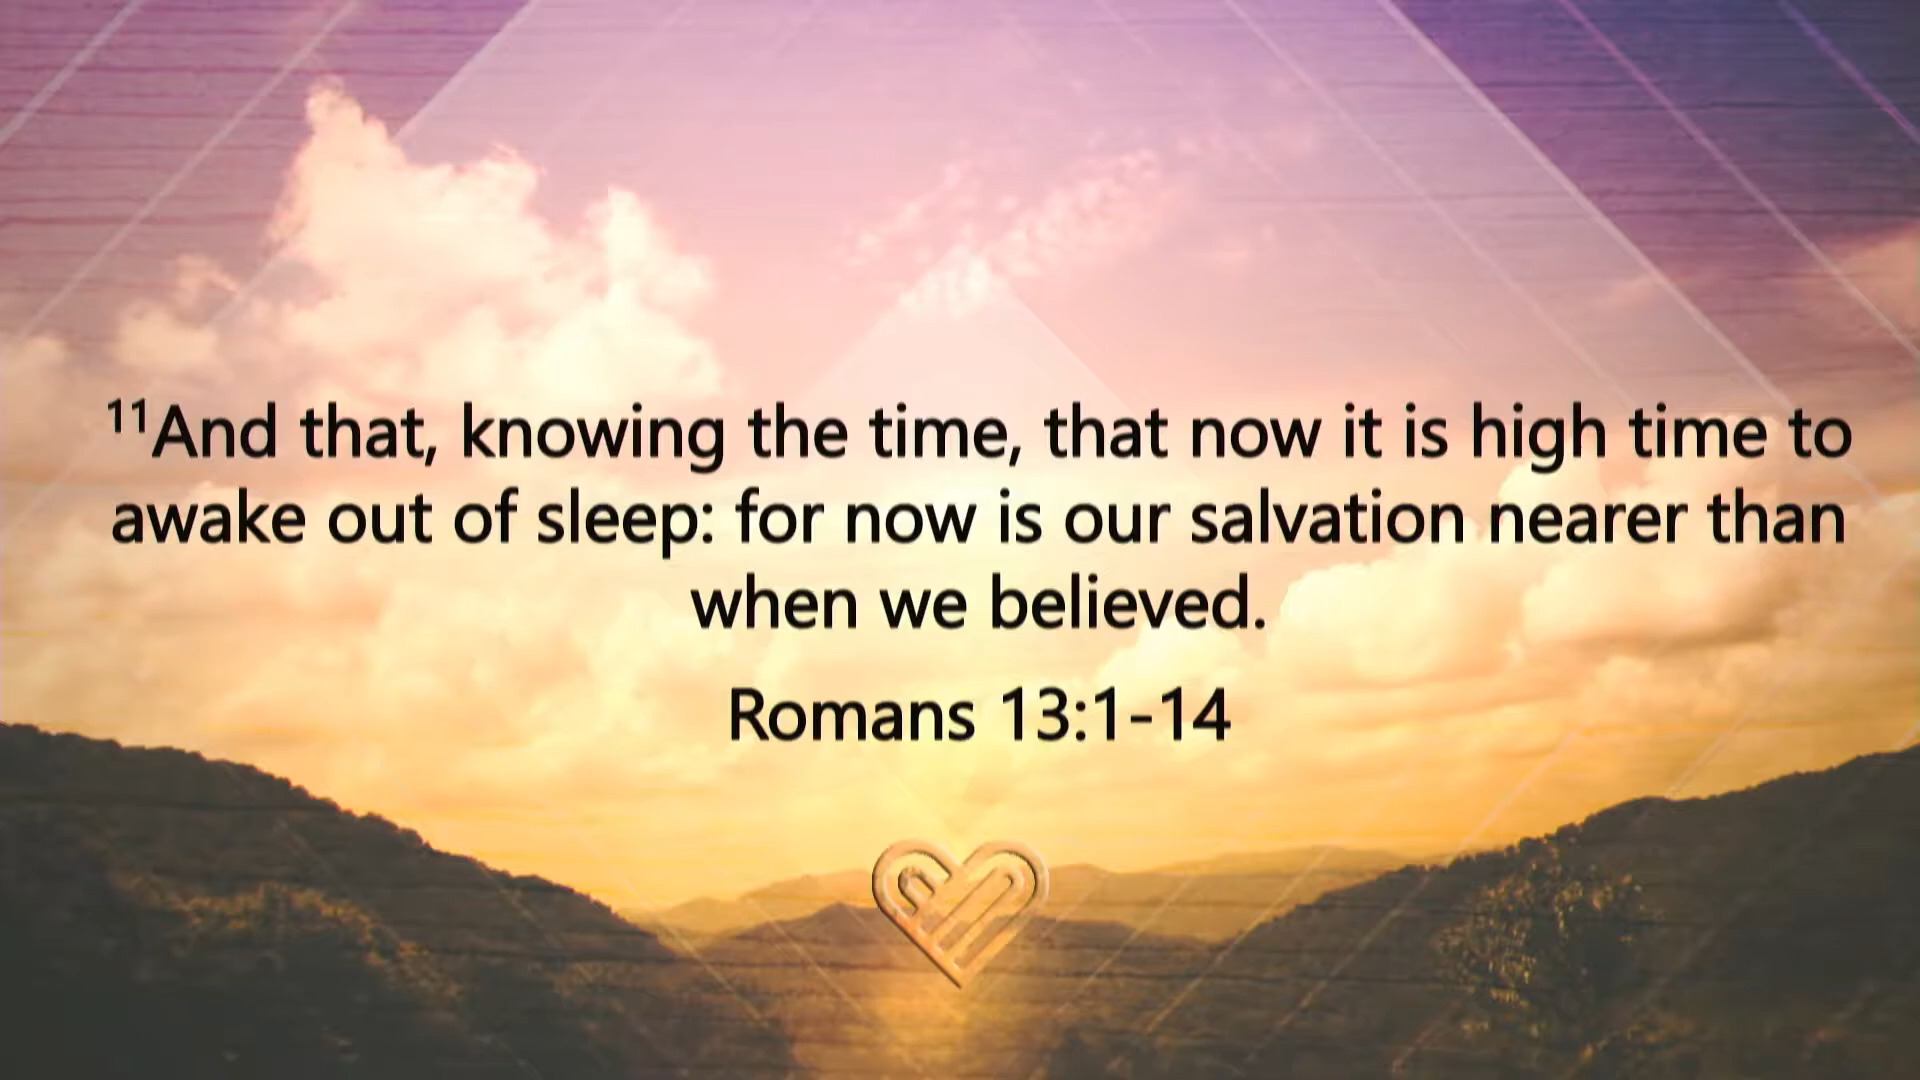 ¹¹And that, knowing the time, that now it is high time to
awake out of sleep: for now is our salvation nearer than
when we believed.
Romans 13:1-14